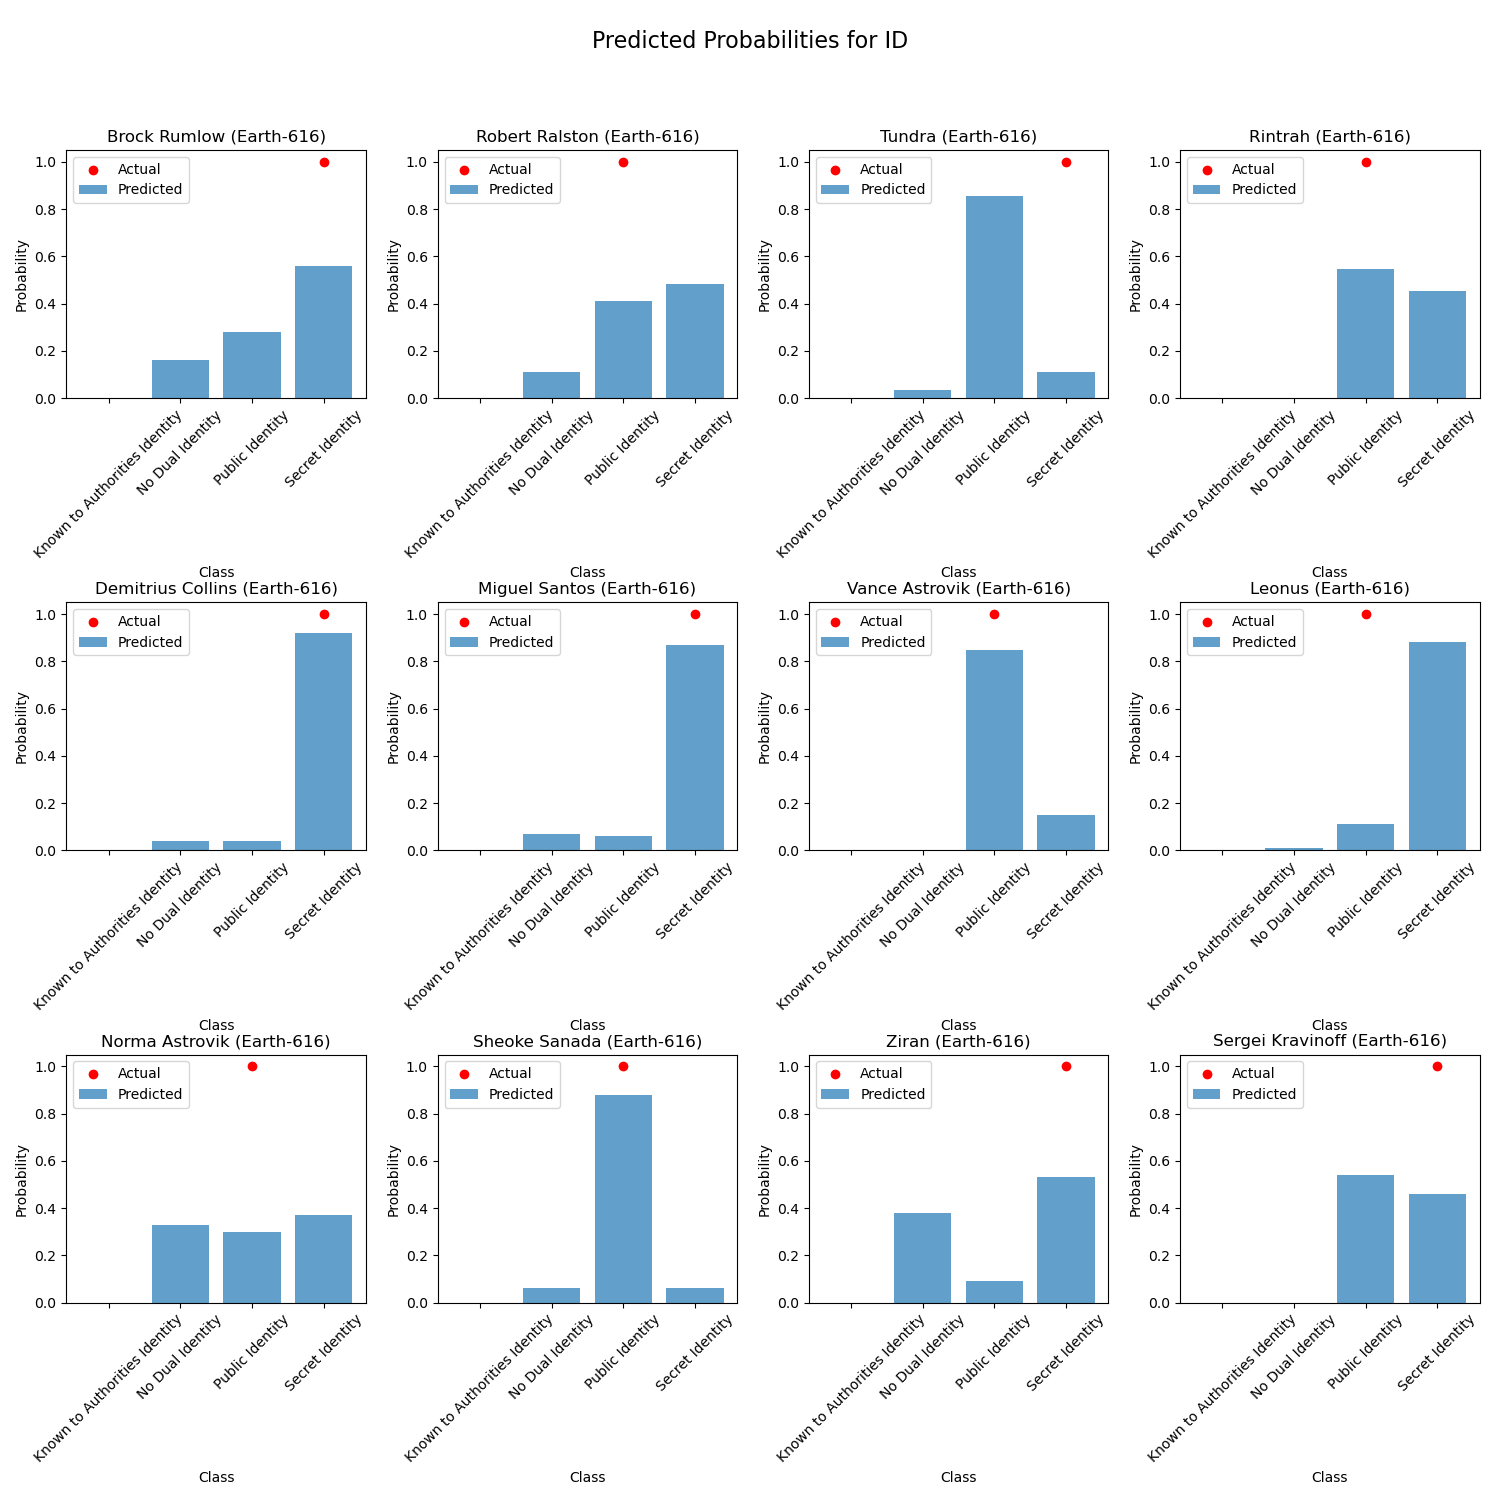 Predicted Probabilities for ID
Brock Rumlow (Earth-616)
Actual
Predicted
1.0
0.8
0.6
0.4
0.2
0.0
Probability
Known to Authorities Identity
No Dual Identity
Public Identity
Secret Identity
Class
Robert Ralston (Earth-616)
Actual
Predicted
1.0
0.8
0.6
0.4
0.2
0.0
Probability
Known to Authorities Identity
No Dual Identity
Public Identity
Secret Identity
Class
Tundra (Earth-616)
Actual
Predicted
1.0
0.8
0.6
0.4
0.2
0.0
Probability
Known to Authorities Identity
No Dual Identity
Public Identity
Secret Identity
Class
Rintrah (Earth-616)
Actual
Predicted
1.0
0.8
0.6
0.4
0.2
0.0
Probability
Known to Authorities Identity
No Dual Identity
Public Identity
Secret Identity
Class
Demitrius Collins (Earth-616)
Actual
Predicted
1.0
0.8
0.6
0.4
0.2
0.0
Probability
Known to Authorities Identity
No Dual Identity
Public Identity
Secret Identity
Class
Miguel Santos (Earth-616)
Actual
Predicted
1.0
0.8
0.6
0.4
0.2
0.0
Probability
Known to Authorities Identity
No Dual Identity
Public Identity
Secret Identity
Class
Vance Astrovik (Earth-616)
Actual
Predicted
1.0
0.8
0.6
0.4
0.2
0.0
Probability
Known to Authorities Identity
No Dual Identity
Public Identity
Secret Identity
Class
Leonus (Earth-616)
Actual
Predicted
1.0
0.8
0.6
0.4
0.2
0.0
Probability
Known to Authorities Identity
No Dual Identity
Public Identity
Secret Identity
Class
Norma Astrovik (Earth-616)
Actual
Predicted
1.0
0.8
0.6
0.4
0.2
0.0
Probability
Known to Authorities Identity
No Dual Identity
Public Identity
Secret Identity
Class
Sheoke Sanada (Earth-616)
Actual
Predicted
1.0
0.8
0.6
0.4
0.2
0.0
Probability
Known to Authorities Identity
No Dual Identity
Public Identity
Secret Identity
Class
Ziran (Earth-616)
Actual
Predicted
1.0
0.8
0.6
0.4
0.2
0.0
Probability
Known to Authorities Identity
No Dual Identity
Public Identity
Secret Identity
Class
Sergei Kravinoff (Earth-616)
Actual
Predicted
1.0
0.8
0.6
0.4
0.2
0.0
Probability
Known to Authorities Identity
No Dual Identity
Public Identity
Secret Identity
Class